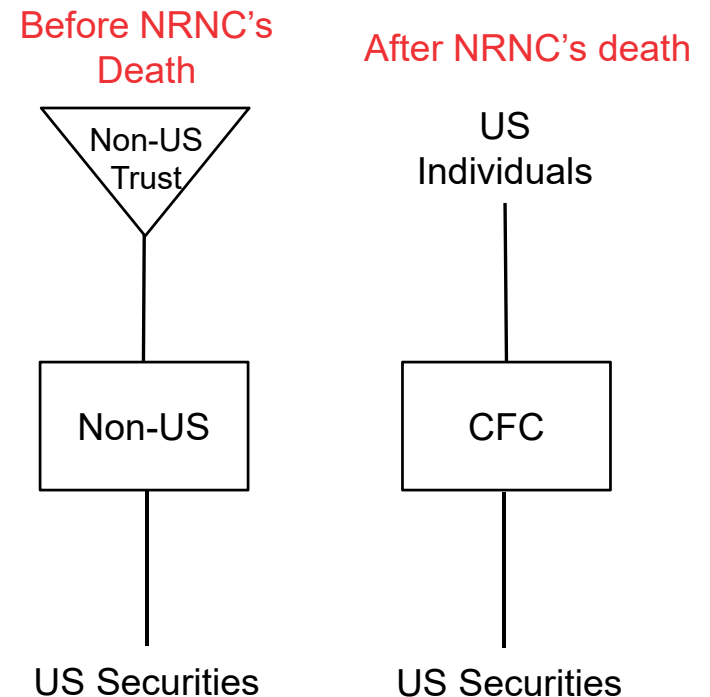 Before NRNC’s
Death
Non-US
Trust
Non-US
US Securities
After NRNC’s death
US
Individuals
CFC
US Securities